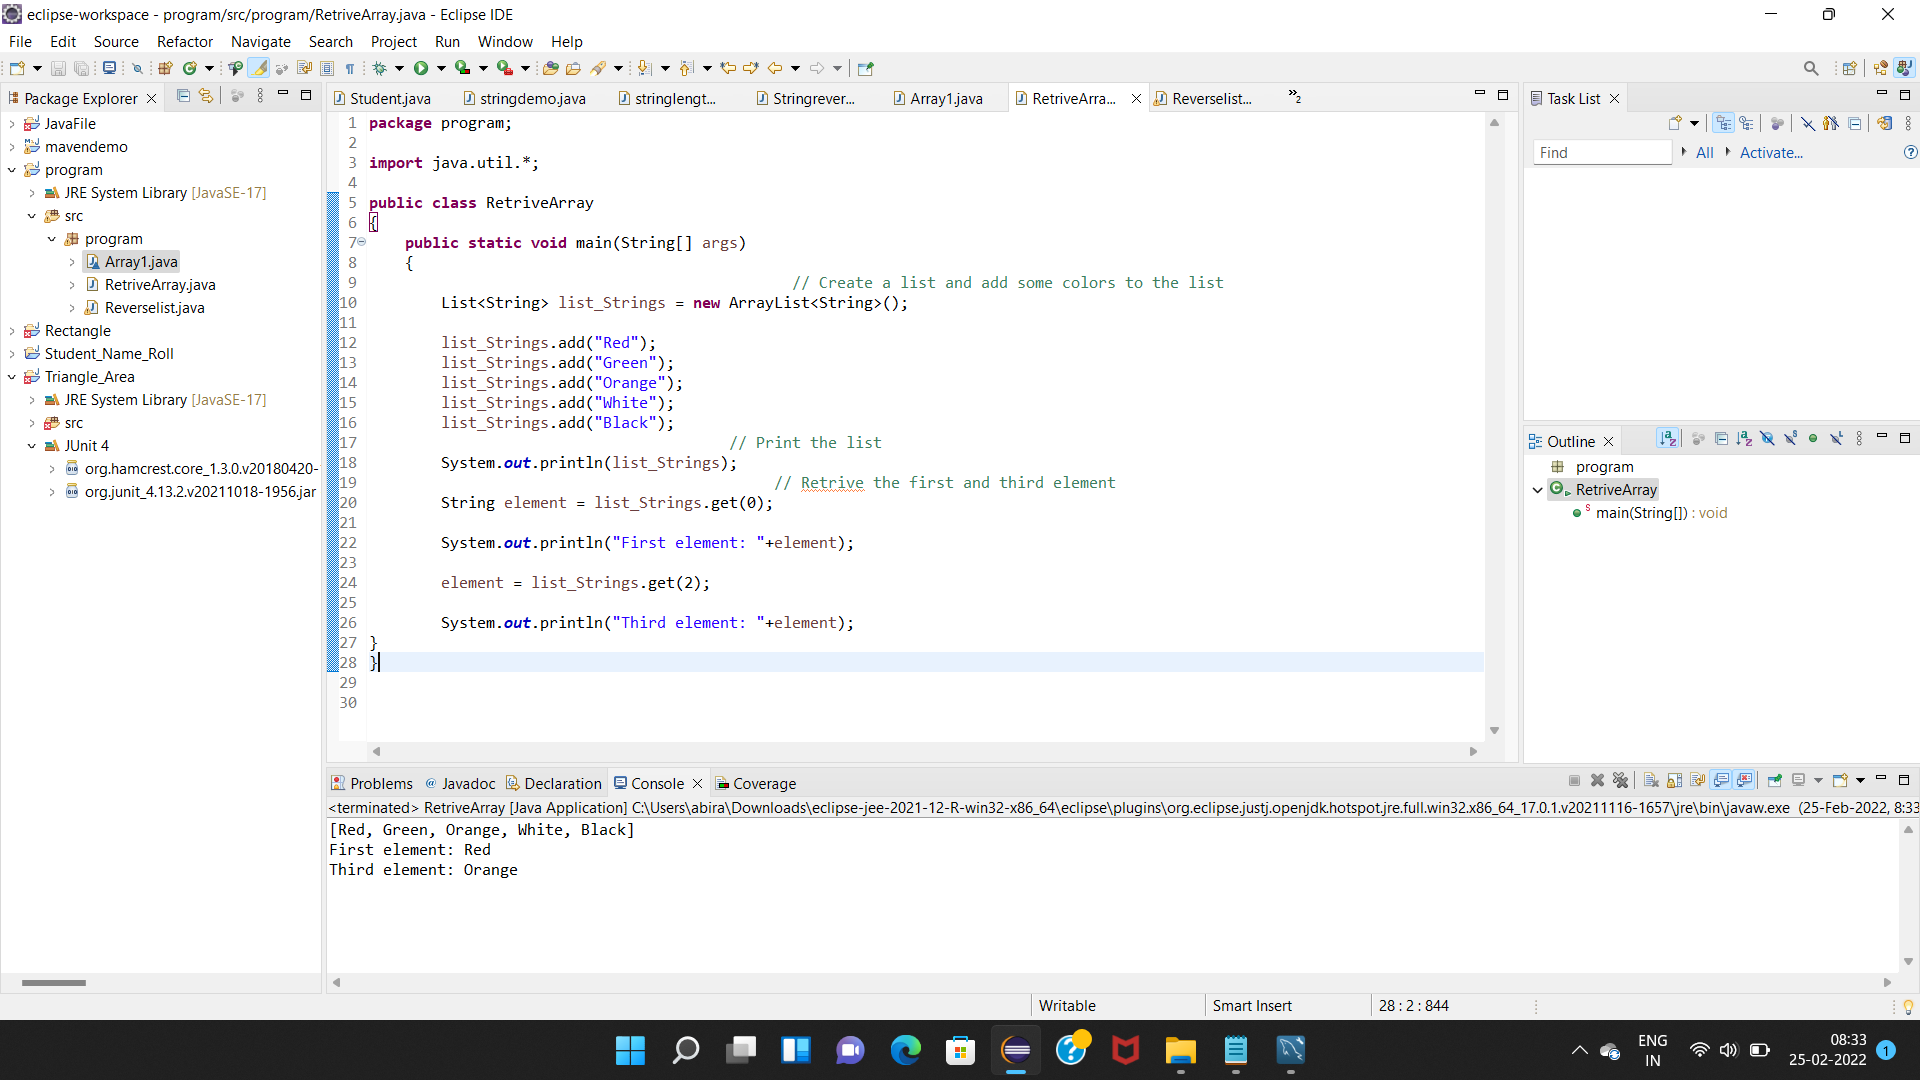 eclipse-workspace - program/src/program/RetriveArray.java - Eclipse IDE
File Edit Source Refactor Navigate Search Project Run Window Help
Package Explorer
JavaFile
mavendemo
program
JRE System Library [JavaSE-17]
src
program
Array1.java
RetriveArray.java
Reverselist.java
Rectangle
Student_Name_Roll
Triangle_Area
JRE System Library [JavaSE-17]
src
JUnit 4
org.hamcrest.core_1.3.0.v20180420-
org.junit_4.13.2.v20211018-1956.jar
Student.java stringdemo.java stringlengt... Stringrever... Array1.java RetriveArra... Reverselist... »2
1 package program;
2
3 import java.util.*;
4
5 public class RetriveArray
6 {
7 public static void main(String[] args)
8 {
9 // Create a list and add some colors to the list
10 List<String> list_Strings = new ArrayList<String>();
11
12 list_Strings.add("Red");
13 list_Strings.add("Green");
14 list_Strings.add("Orange");
15 list_Strings.add("White");
16 list_Strings.add("Black");
17 // Print the list
18 System.out.println(list_Strings);
19 // Retrive the first and third element
20 String element = list_Strings.get(0);
21
22 System.out.println("First element: "+element);
23
24 element = list_Strings.get(2);
25
26 System.out.println("Third element: "+element);
27 }
28 }
29
30
Task List
Find All Activate...
Outline
program
RetriveArray
main(String[]) : void
Problems Javadoc Declaration Console Coverage
<terminated> RetriveArray [Java Application] C:\Users\abira\Downloads\eclipse-jee-2021-12-R-win32-x86_64\eclipse\plugins\org.eclipse.justj.openjdk.hotspot.jre.full.win32.x86_64_17.0.1.v20211116-1657\jre\bin\javaw.exe (25-Feb-2022, 8:33
[Red, Green, Orange, White, Black]
First element: Red
Third element: Orange
Writable Smart Insert 28 : 2 : 844
ENG
IN
08:33
25-02-2022
1